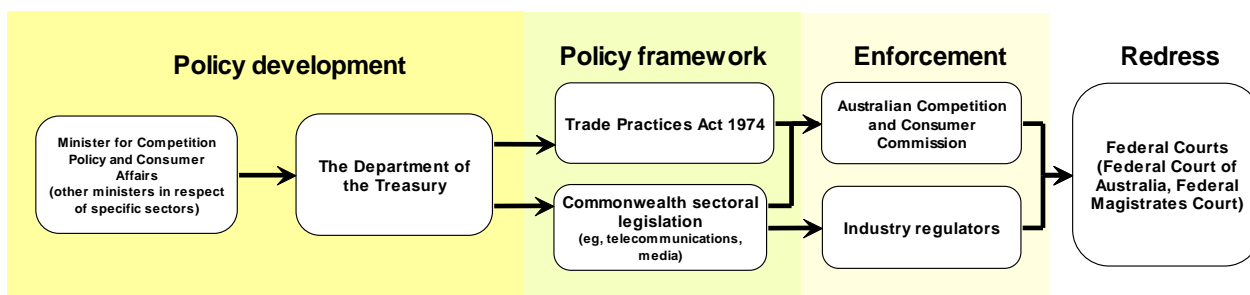 Policy development
Policy framework
Enforcement
Redress
Minister for Competition
Policy and Consumer
Affairs
(other ministers in respect
of specific sectors)
The Department of
the Treasury
Trade Practices Act 1974
Commonwealth sectoral
legislation
(eg, telecommunications,
media)
Australian Competition
and Consumer
Commission
Industry regulators
Federal Courts
(Federal Court of
Australia, Federal
Magistrates Court)